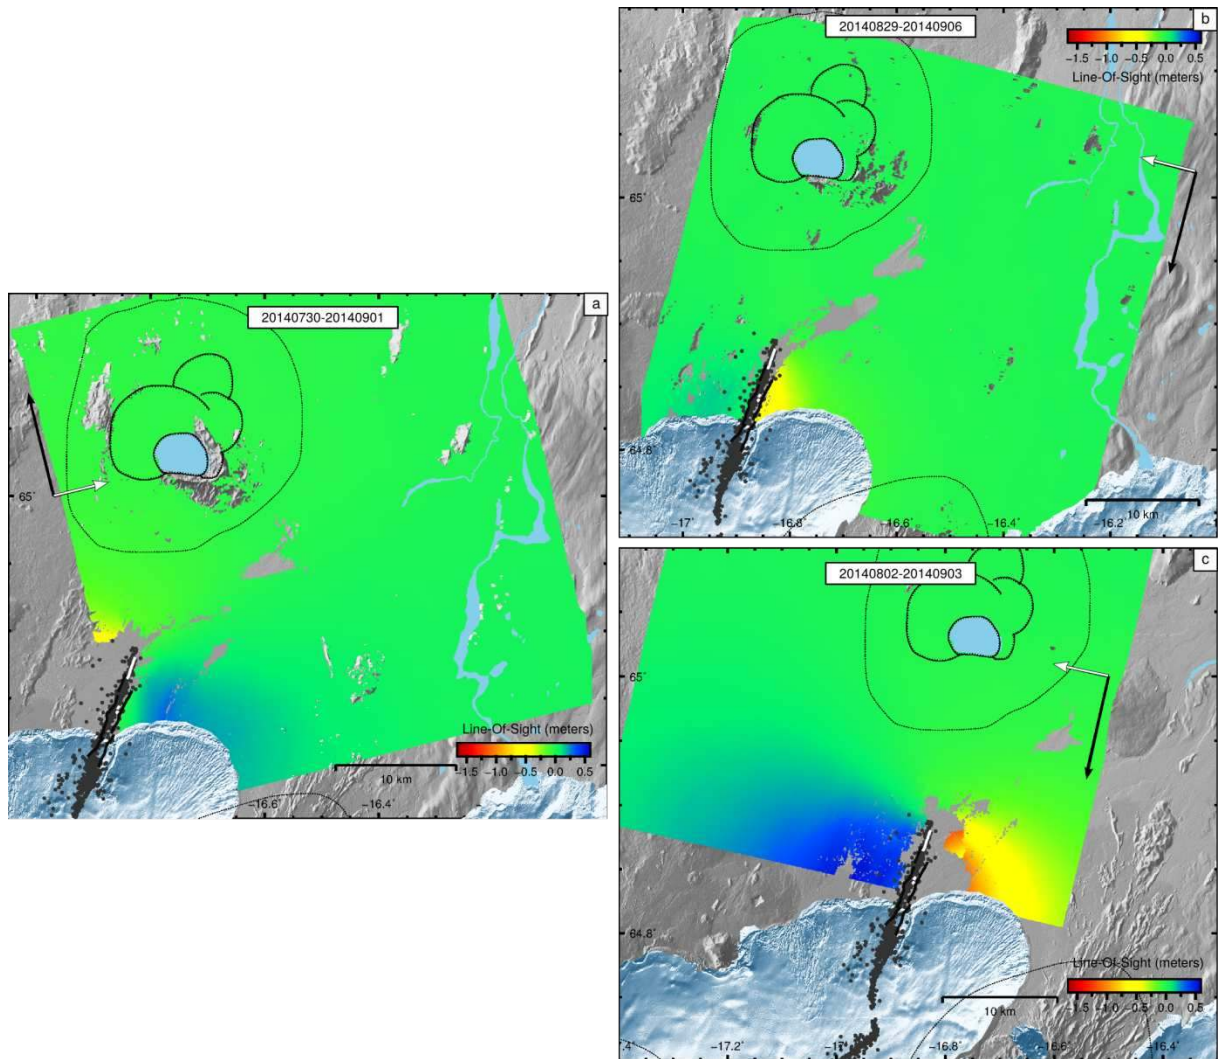 b
20140829-20140906
−1.5 −1.0 −0.5 0.0 0.5
Line-Of-Sight (meters)
65˚
64.8˚
−17˚ −16.8˚ −16.6˚ −16.4˚ −16.2˚
10 km
a
20140730-20140901
65˚
Line-Of-Sight (meters)
−1.5 −1.0 −0.5 0.0 0.5
10 km
−16.6˚ −16.4˚
c
20140802-20140903
65˚
64.8˚
Line-Of-Sight (meters)
−1.5 −1.0 −0.5 0.0 0.5
10 km
−17.2˚ −17˚ −16.8˚ −16.6˚ −16.4˚